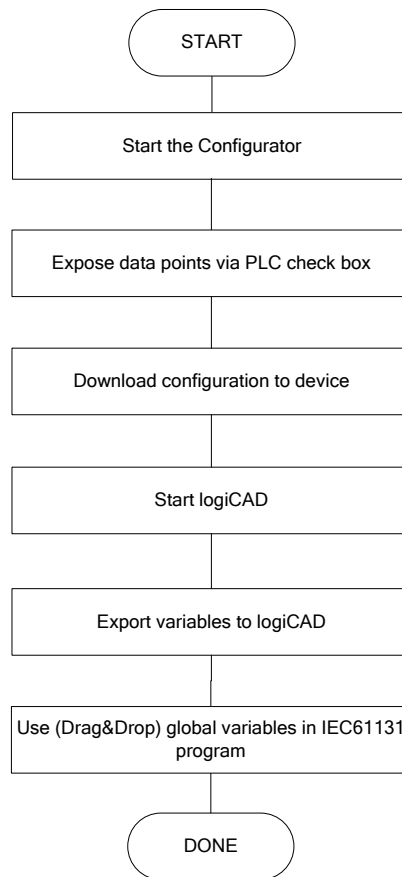 START
Start the Configurator
Expose data points via PLC check box
Download configuration to device
Start logiCAD
Export variables to logiCAD
Use (Drag&Drop) global variables in IEC61131
program
DONE